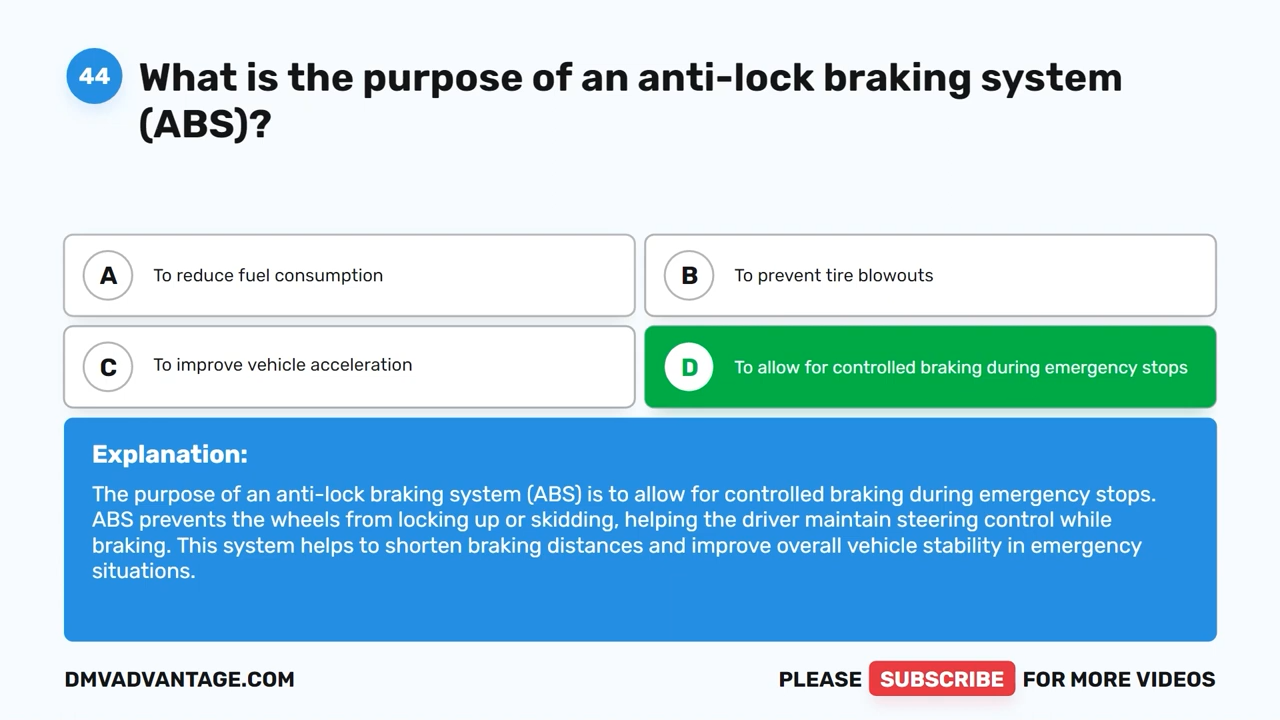 44
What is the purpose of an anti-lock braking system
(ABS)?
A To reduce fuel consumption
B To prevent tire blowouts
C To improve vehicle acceleration
D To allow for controlled braking during emergency stops
Explanation:
The purpose of an anti-lock braking system (ABS) is to allow for controlled braking during emergency stops.
ABS prevents the wheels from locking up or skidding, helping the driver maintain steering control while
braking. This system helps to shorten braking distances and improve overall vehicle stability in emergency
situations.
DMVADVANTAGE.COM
PLEASE SUBSCRIBE FOR MORE VIDEOS